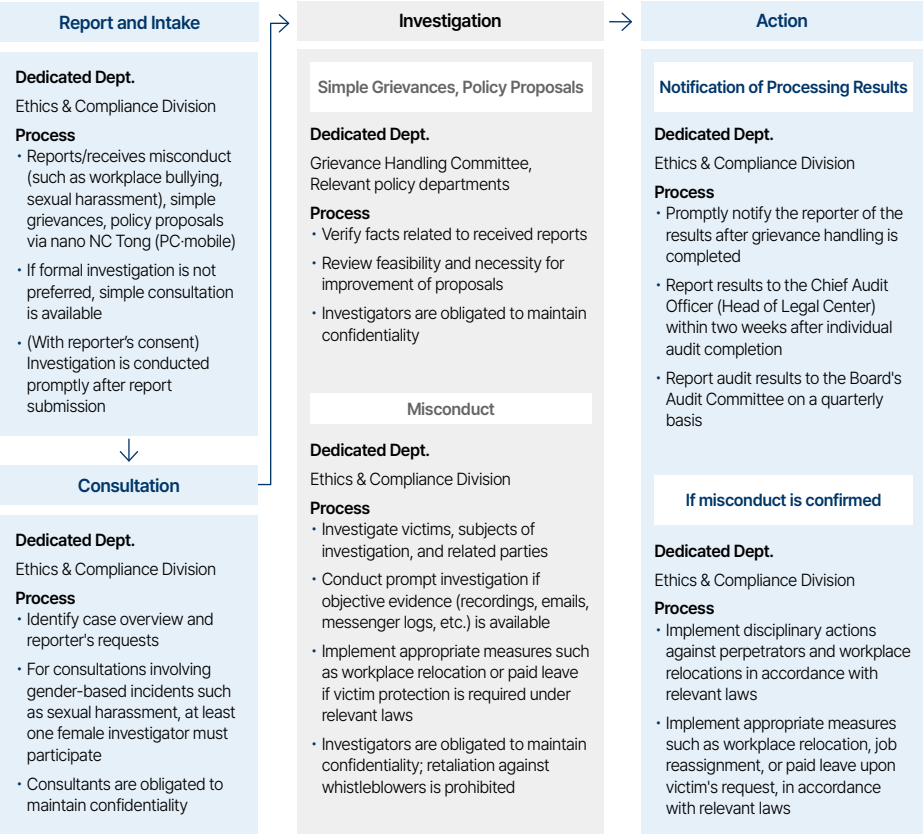 Report and Intake
Dedicated Dept.
Ethics & Compliance Division
Process
· Reports/receives misconduct
(such as workplace bullying,
sexual harassment), simple
grievances, policy proposals
via nano NC Tong (PC·mobile)
· If formal investigation is not
preferred, simple consultation
is available
· (With reporter's consent)
Investigation is conducted
promptly after report
submission
Consultation
Dedicated Dept.
Ethics & Compliance Division
Process
· Identify case overview and
reporter's requests
· For consultations involving
gender-based incidents such
as sexual harassment, at least
one female investigator must
participate
· Consultants are obligated to
maintain confidentiality
Investigation
Simple Grievances, Policy Proposals
Dedicated Dept.
Grievance Handling Committee,
Relevant policy departments
Process
· Verify facts related to received reports
· Review feasibility and necessity for
improvement of proposals
· Investigators are obligated to maintain
confidentiality
Misconduct
Dedicated Dept.
Ethics & Compliance Division
Process
· Investigate victims, subjects of
investigation, and related parties
· Conduct prompt investigation if
objective evidence (recordings, emails,
messenger logs, etc.) is available
· Implement appropriate measures such
as workplace relocation or paid leave
if victim protection is required under
relevant laws
· Investigators are obligated to maintain
confidentiality; retaliation against
whistleblowers is prohibited
Action
Notification of Processing Results
Dedicated Dept.
Ethics & Compliance Division
Process
· Promptly notify the reporter of the
results after grievance handling is
completed
· Report results to the Chief Audit
Officer (Head of Legal Center)
within two weeks after individual
audit completion
· Report audit results to the Board's
Audit Committee on a quarterly
basis
If misconduct is confirmed
Dedicated Dept.
Ethics & Compliance Division
Process
· Implement disciplinary actions
against perpetrators and workplace
relocations in accordance with
relevant laws
· Implement appropriate measures
such as workplace relocation, job
reassignment, or paid leave upon
victim's request, in accordance
with relevant laws